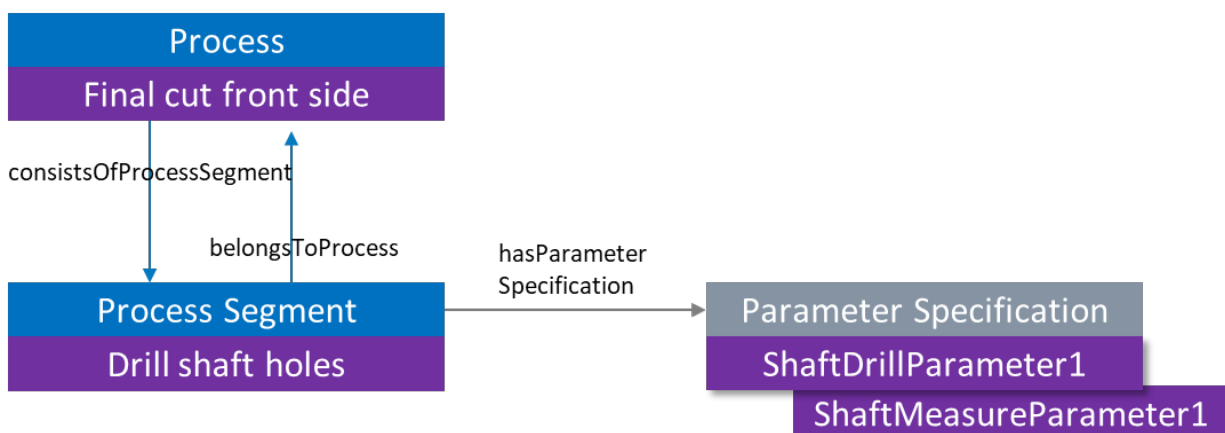 Process
Final cut front side
consistsOfProcessSegment
belongsToProcess
hasParameter
Specification
Process Segment
Drill shaft holes
Parameter Specification
ShaftDrillParameter1
ShaftMeasureParameter1